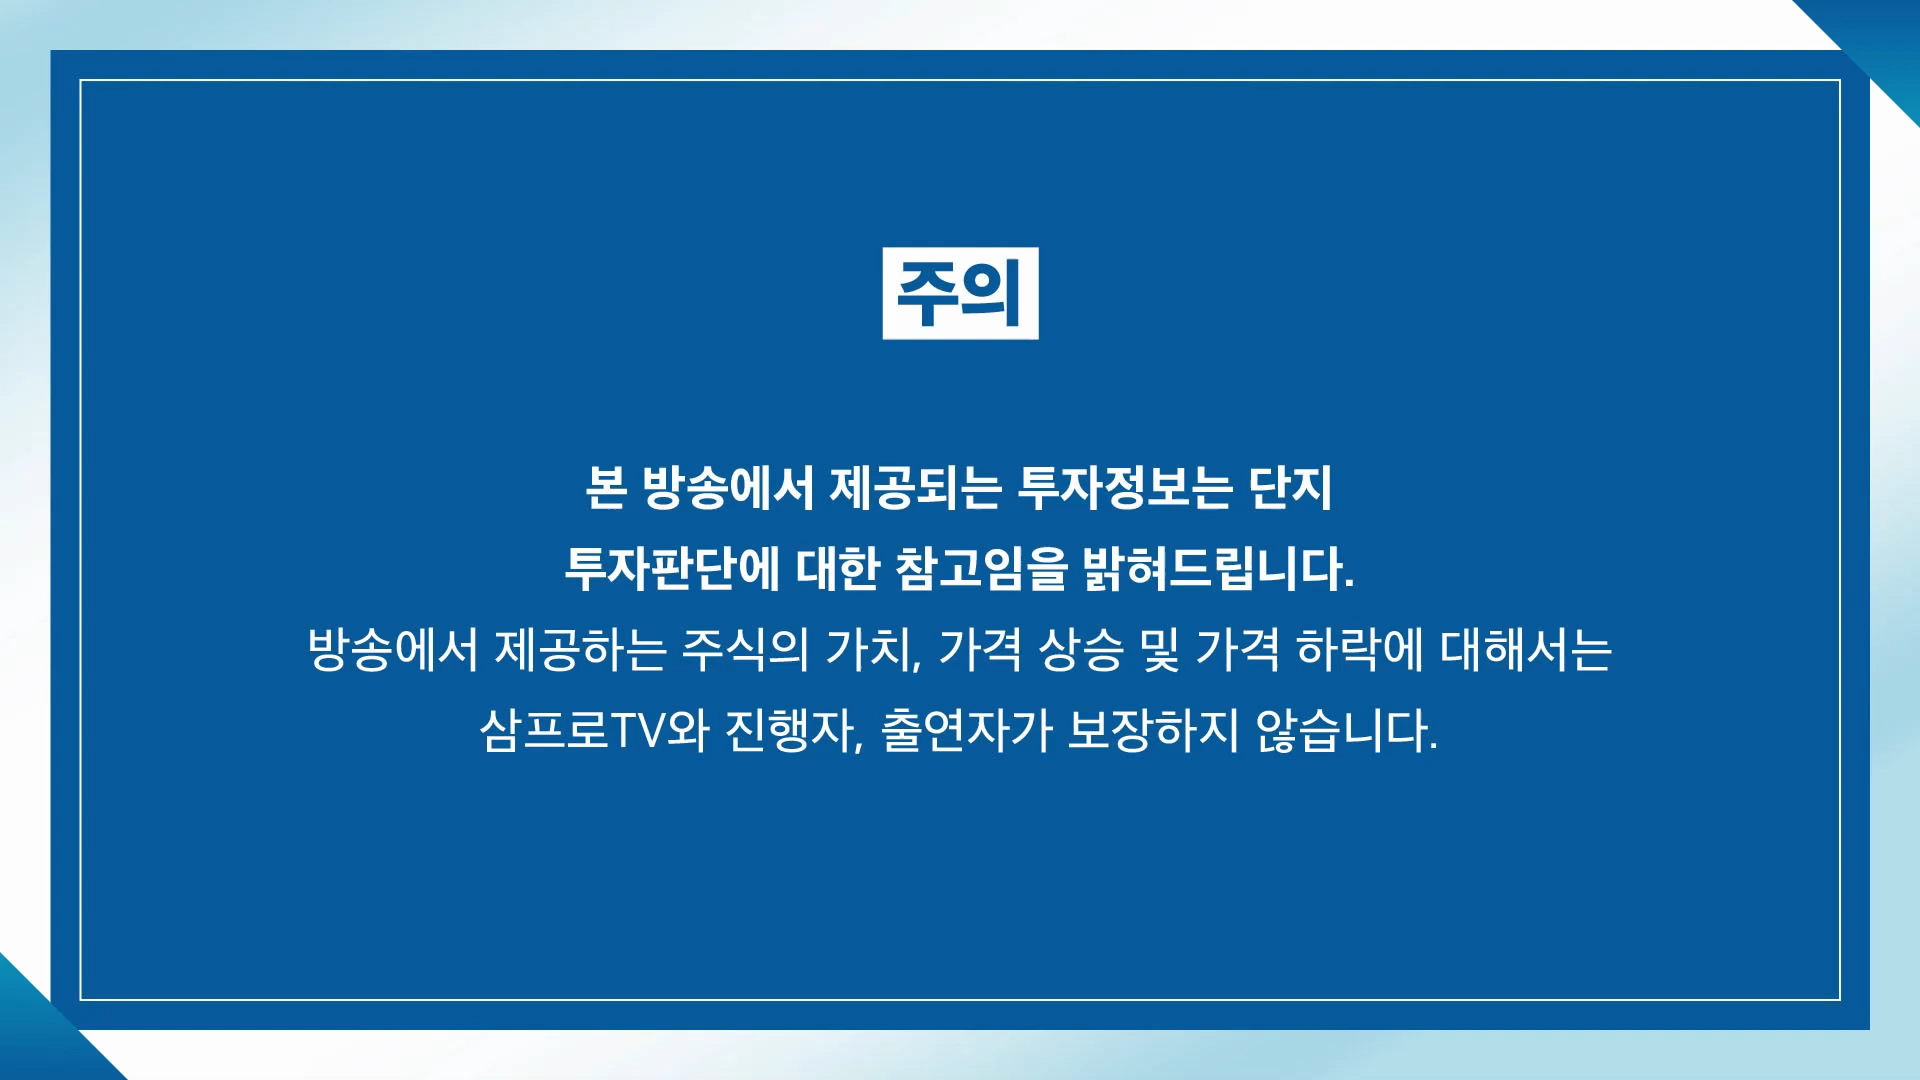 주의
본 방송에서 제공되는 투자정보는 단지
투자판단에 대한 참고임을 밝혀드립니다.
방송에서 제공하는 주식의 가치, 가격 상승 및 가격 하락에 대해서는
삼프로TV와 진행자, 출연자가 보장하지 않습니다.